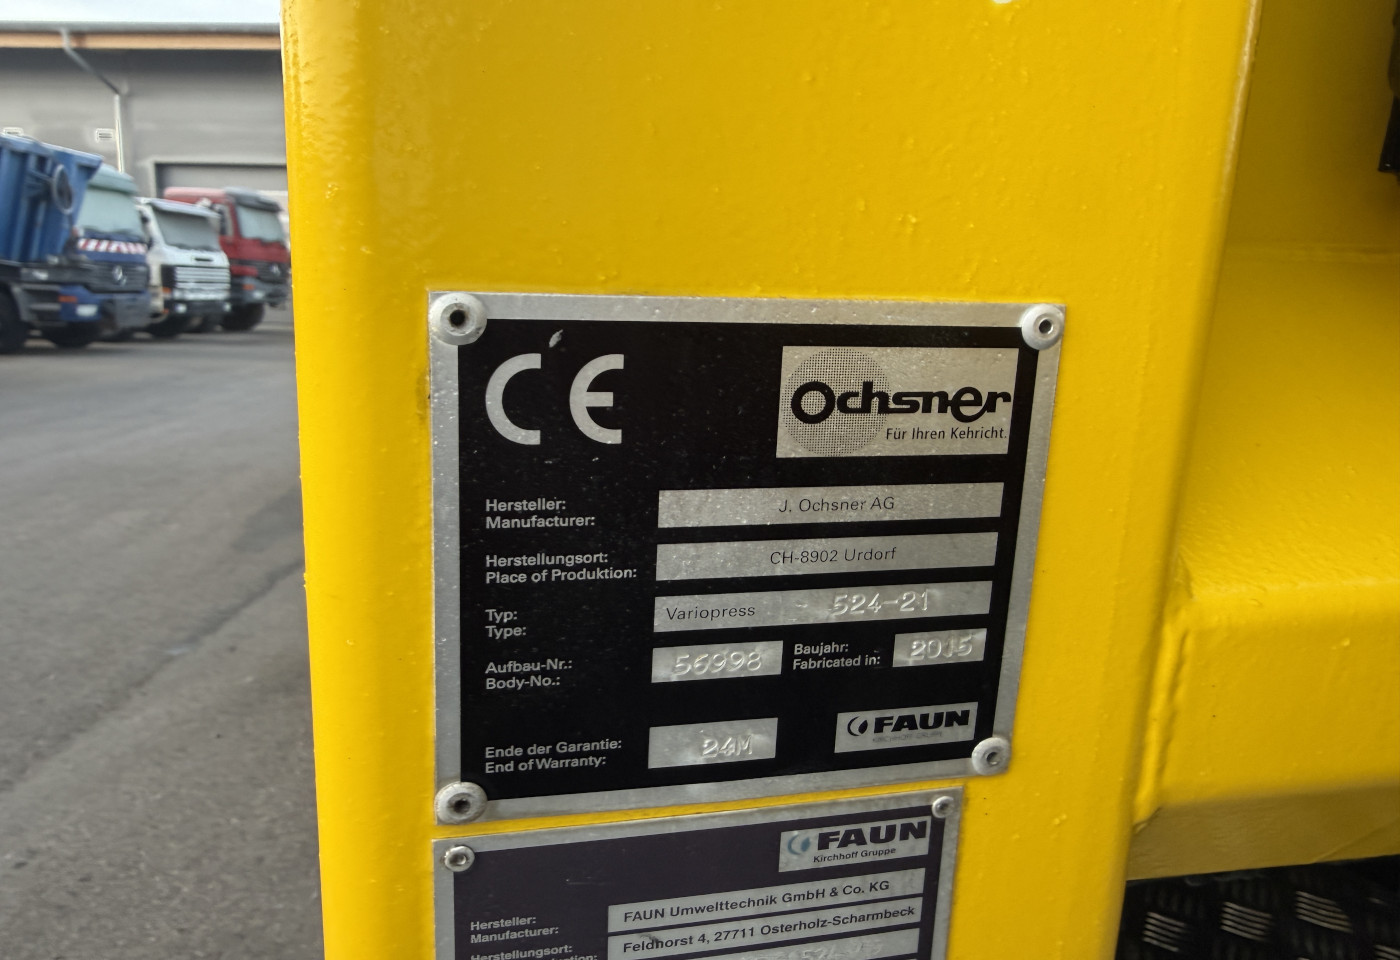 CE
Ochsner
Für Ihren Kehricht.
Hersteller:
Manufacturer:
J. Ochsner AG
Herstellungsort:
Place of Produktion:
CH-8902 Urdorf
Typ:
Type:
Variopress - 524-21
Aufbau-Nr.:
Body-No.:
56998
Baujahr:
Fabricated in:
2015
Ende der Garantie:
End of Warranty:
24M
FAUN
KIRCHHOFF GRUPPE
FAUN
Kirchhoff Gruppe
Hersteller:
Manufacturer:
FAUN Umwelttechnik GmbH & Co. KG
Herstellungsort:
Feldhorst 4, 27711 Osterholz-Scharmbeck